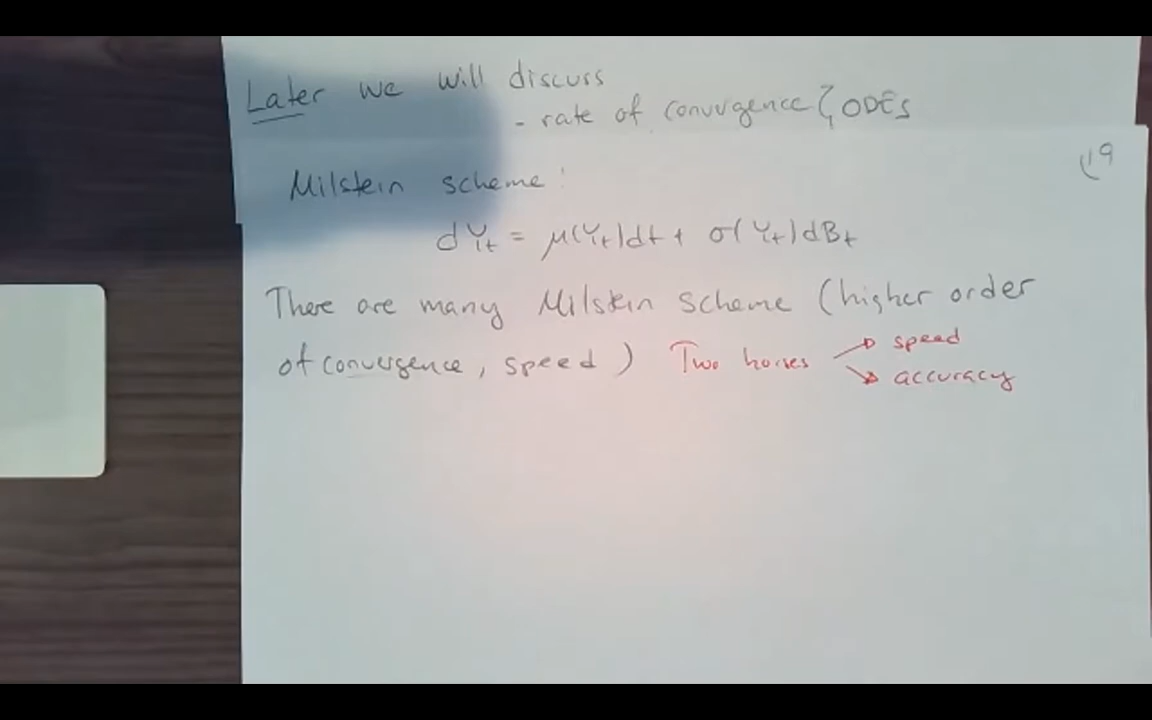 Later we will discuss
- rate of convergence } ODEs
19
Milstein scheme:
dYt = μ(Yt)dt + σ(Yt)dBt
There are many Milstein scheme (higher order
of convergence, speed) Two horses → speed
→ accuracy